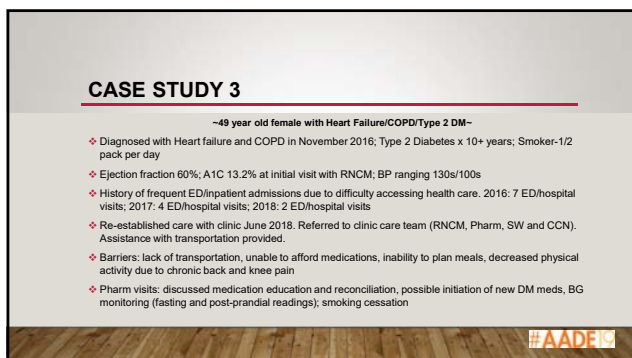 CASE STUDY 3
~49 year old female with Heart Failure/COPD/Type 2 DM~
❖ Diagnosed with Heart failure and COPD in November 2016; Type 2 Diabetes x 10+ years; Smoker-1/2
pack per day
❖ Ejection fraction 60%; A1C 13.2% at initial visit with RNCM; BP ranging 130s/100s
❖ History of frequent ED/inpatient admissions due to difficulty accessing health care. 2016: 7 ED/hospital
visits; 2017: 4 ED/hospital visits; 2018: 2 ED/hospital visits
❖ Re-established care with clinic June 2018. Referred to clinic care team (RNCM, Pharm, SW and CCN).
Assistance with transportation provided.
❖ Barriers: lack of transportation, unable to afford medications, inability to plan meals, decreased physical
activity due to chronic back and knee pain
❖ Pharm visits: discussed medication education and reconciliation, possible initiation of new DM meds, BG
monitoring (fasting and post-prandial readings); smoking cessation
#AADE19